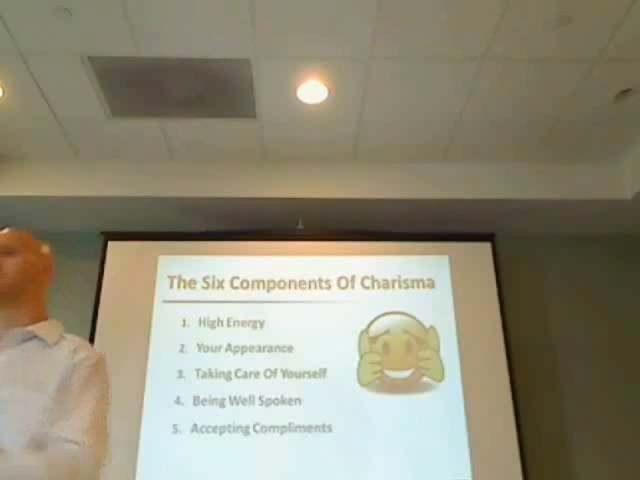 The Six Components Of Charisma
1. High Energy
2. Your Appearance
3. Taking Care Of Yourself
4. Being Well Spoken
5. Accepting Compliments